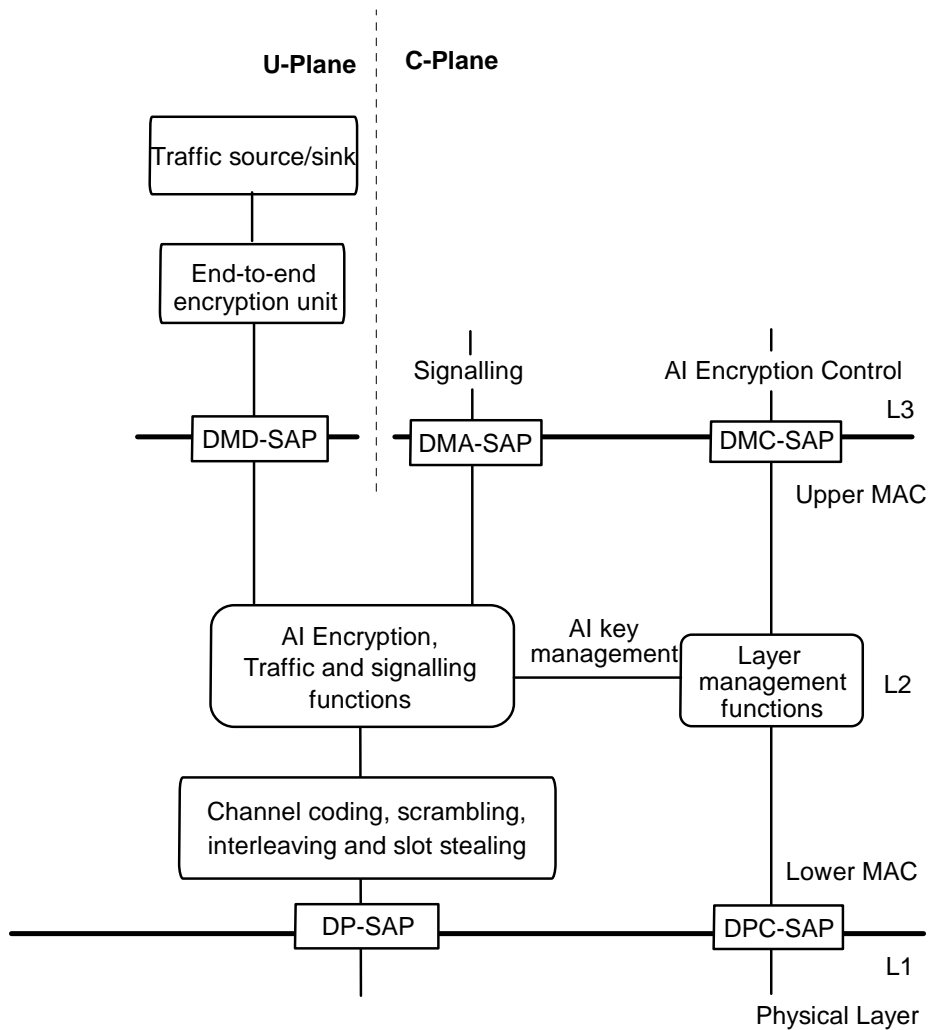 U-Plane
C-Plane
Traffic source/sink
End-to-end
encryption unit
Signalling
AI Encryption Control
L3
DMD-SAP
DMA-SAP
DMC-SAP
Upper MAC
AI Encryption,
Traffic and signalling
functions
AI key
management
Layer
management
functions
L2
Channel coding, scrambling,
interleaving and slot stealing
Lower MAC
DP-SAP
DPC-SAP
L1
Physical Layer